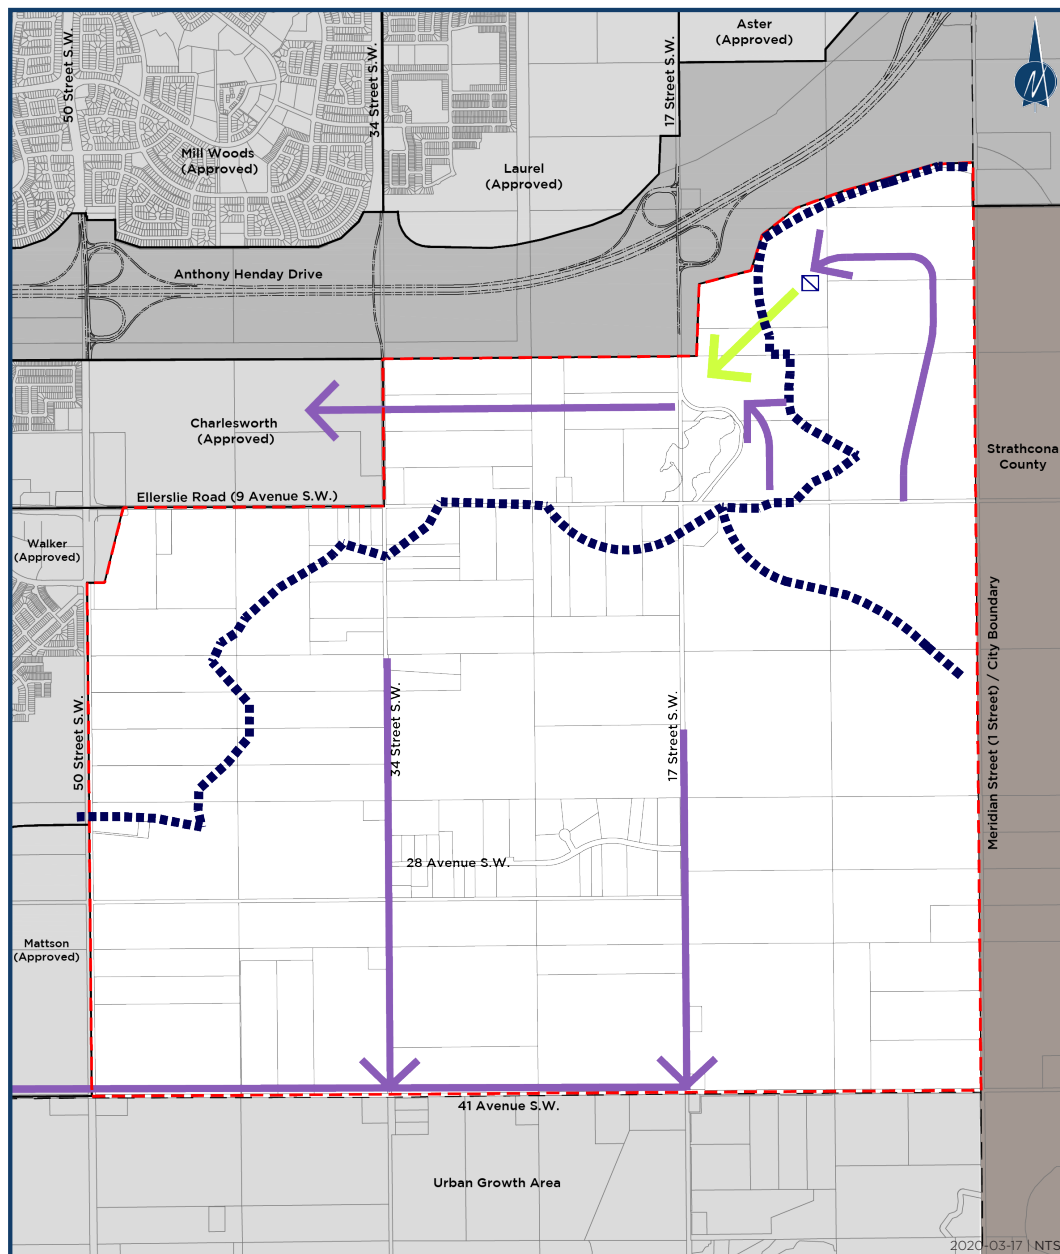 Aster
(Approved)
50 Street S.W.
34 Street S.W.
17 Street S.W.
Mill Woods
(Approved)
Laurel
(Approved)
Anthony Henday Drive
Charlesworth
(Approved)
Strathcona
County
Ellerslie Road (9 Avenue S.W.)
Walker
(Approved)
50 Street S.W.
34 Street S.W.
17 Street S.W.
Meridian Street (1 Street) / City Boundary
28 Avenue S.W.
Mattson
(Approved)
41 Avenue S.W.
Urban Growth Area
2020-03-17 | NTS